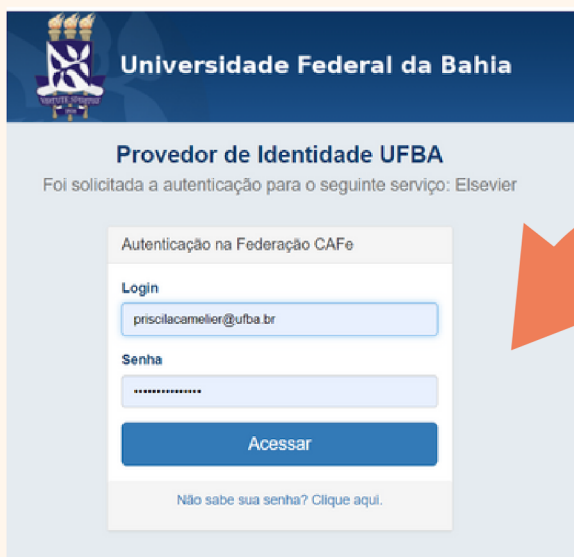 Universidade Federal da Bahia
Provedor de Identidade UFBA
Foi solicitada a autenticação para o seguinte serviço: Elsevier
Autenticação na Federação CAFe
Login
priscilacamelier@ufba.br
Senha
Acessar
Não sabe sua senha? Clique aqui.